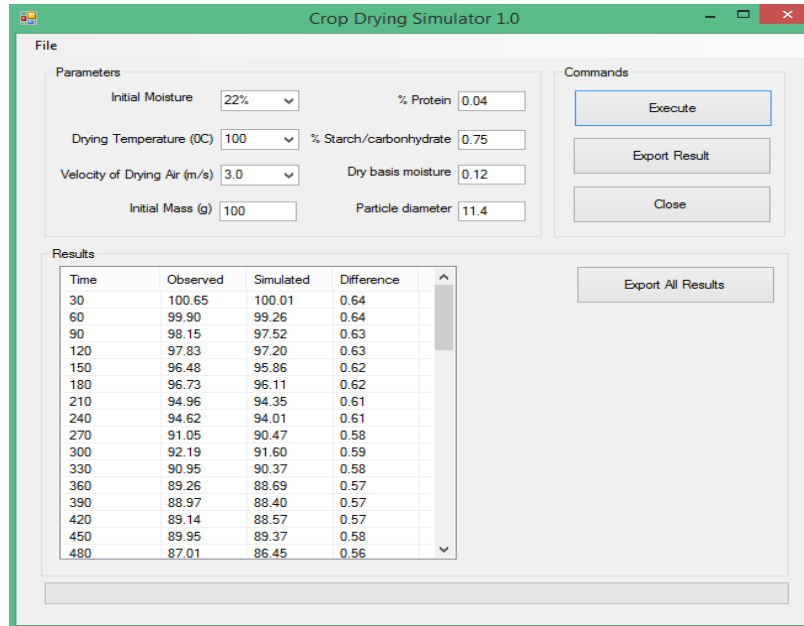 Crop Drying Simulator 1.0
File
Parameters
Initial Moisture 22% % Protein 0.04
Drying Temperature (0C) 100 % Starch/carbonhydrate 0.75
Velocity of Drying Air (m/s) 3.0 Dry basis moisture 0.12
Initial Mass (g) 100 Particle diameter 11.4
Commands
Execute
Export Result
Close
Results
Time Observed Simulated Difference
30 100.65 100.01 0.64
60 99.90 99.26 0.64
90 98.15 97.52 0.63
120 97.83 97.20 0.63
150 96.48 95.86 0.62
180 96.73 96.11 0.62
210 94.96 94.35 0.61
240 94.62 94.01 0.61
270 91.05 90.47 0.58
300 92.19 91.60 0.59
330 90.95 90.37 0.58
360 89.26 88.69 0.57
390 88.97 88.40 0.57
420 89.14 88.57 0.57
450 89.95 89.37 0.58
480 87.01 86.45 0.56
Export All Results